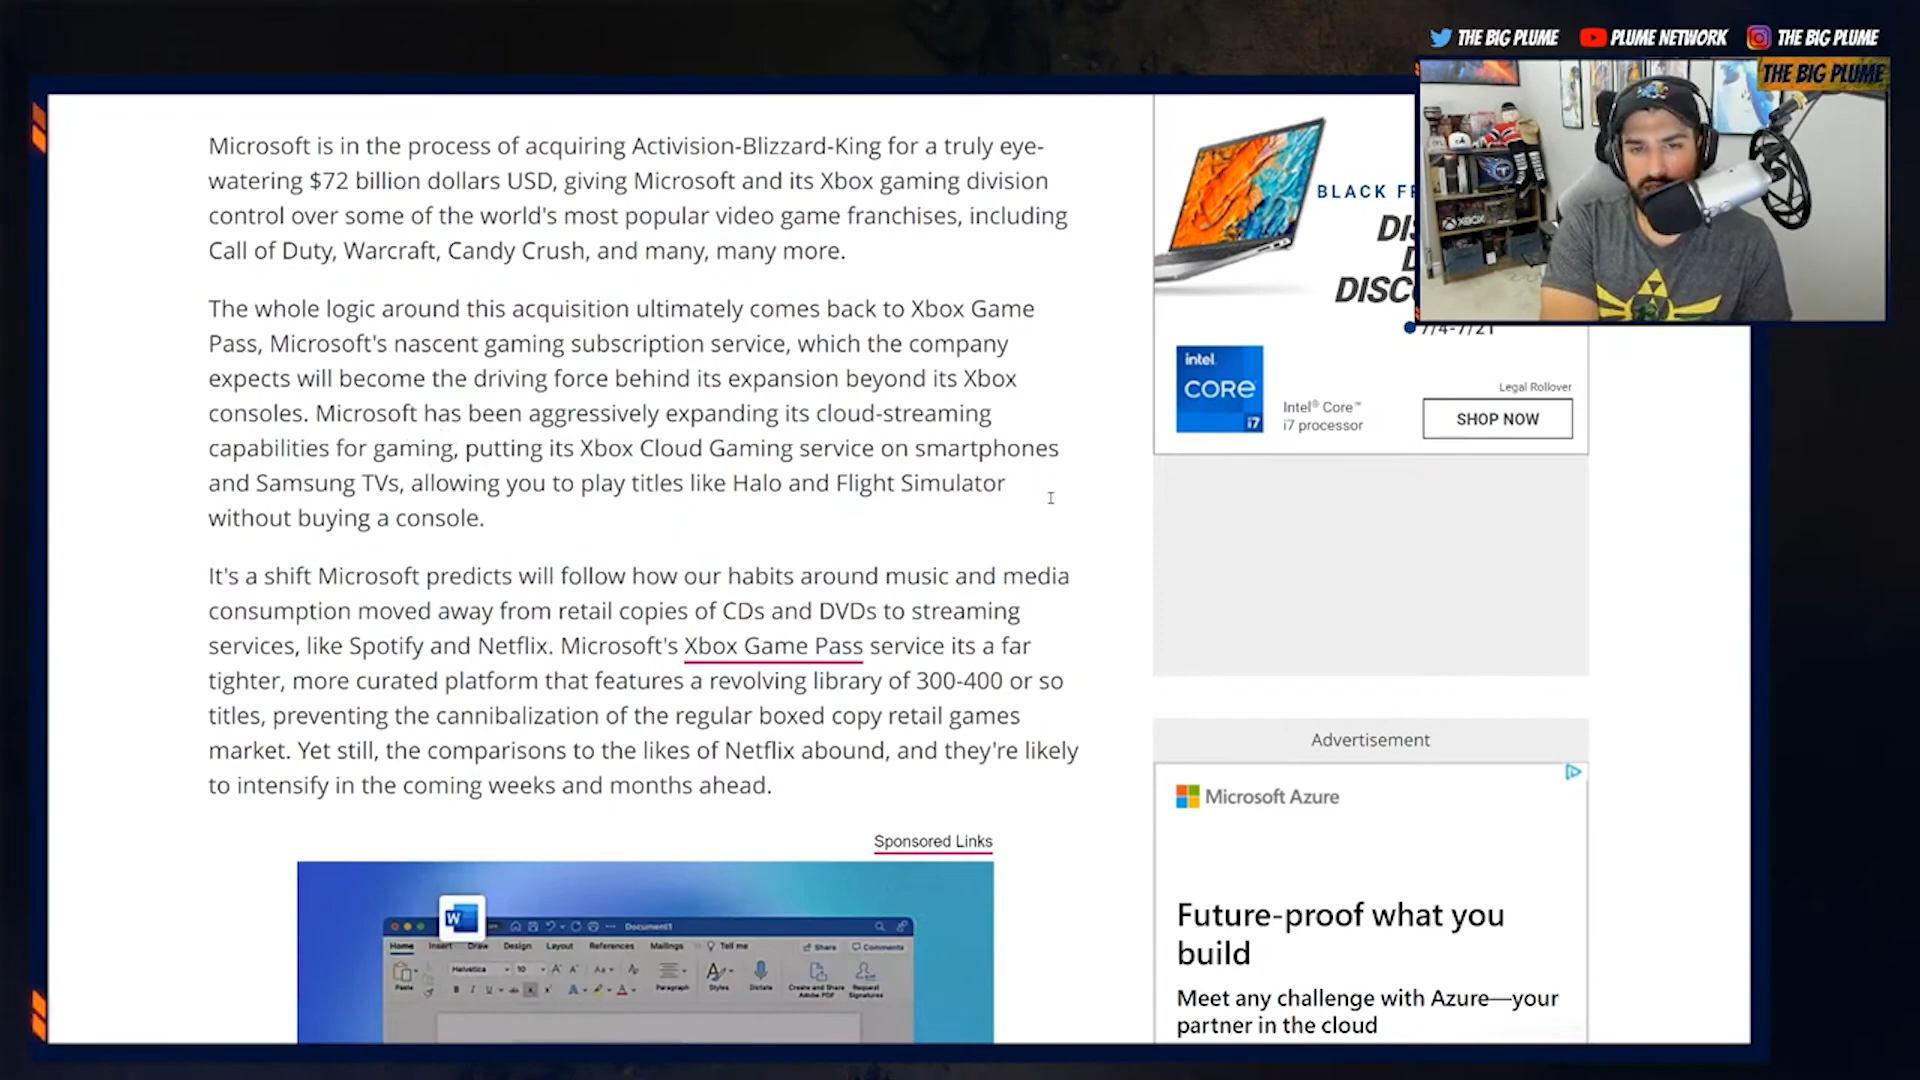 THE BIG PLUME PLUME NETWORK THE BIG PLUME
THE BIG PLUME
XBOX
Microsoft is in the process of acquiring Activision-Blizzard-King for a truly eye-
watering $72 billion dollars USD, giving Microsoft and its Xbox gaming division
control over some of the world's most popular video game franchises, including
Call of Duty, Warcraft, Candy Crush, and many, many more.
The whole logic around this acquisition ultimately comes back to Xbox Game
Pass, Microsoft's nascent gaming subscription service, which the company
expects will become the driving force behind its expansion beyond its Xbox
consoles. Microsoft has been aggressively expanding its cloud-streaming
capabilities for gaming, putting its Xbox Cloud Gaming service on smartphones
and Samsung TVs, allowing you to play titles like Halo and Flight Simulator
without buying a console.
It's a shift Microsoft predicts will follow how our habits around music and media
consumption moved away from retail copies of CDs and DVDs to streaming
services, like Spotify and Netflix. Microsoft's Xbox Game Pass service its a far
tighter, more curated platform that features a revolving library of 300-400 or so
titles, preventing the cannibalization of the regular boxed copy retail games
market. Yet still, the comparisons to the likes of Netflix abound, and they're likely
to intensify in the coming weeks and months ahead.
Sponsored Links
W
Document1
Home Insert Draw Design Layout References Mailings Tell me Share Comments
Helvetica 10
Paste Paragraph Styles Dictate Create and Share Adobe PDF Request Signatures
BLACK FR
DIS
D
DISC
7/4-7/21
intel
CORE
i7
Intel® Core™
i7 processor
Legal Rollover
SHOP NOW
Advertisement
Microsoft Azure
Future-proof what you
build
Meet any challenge with Azure—your
partner in the cloud